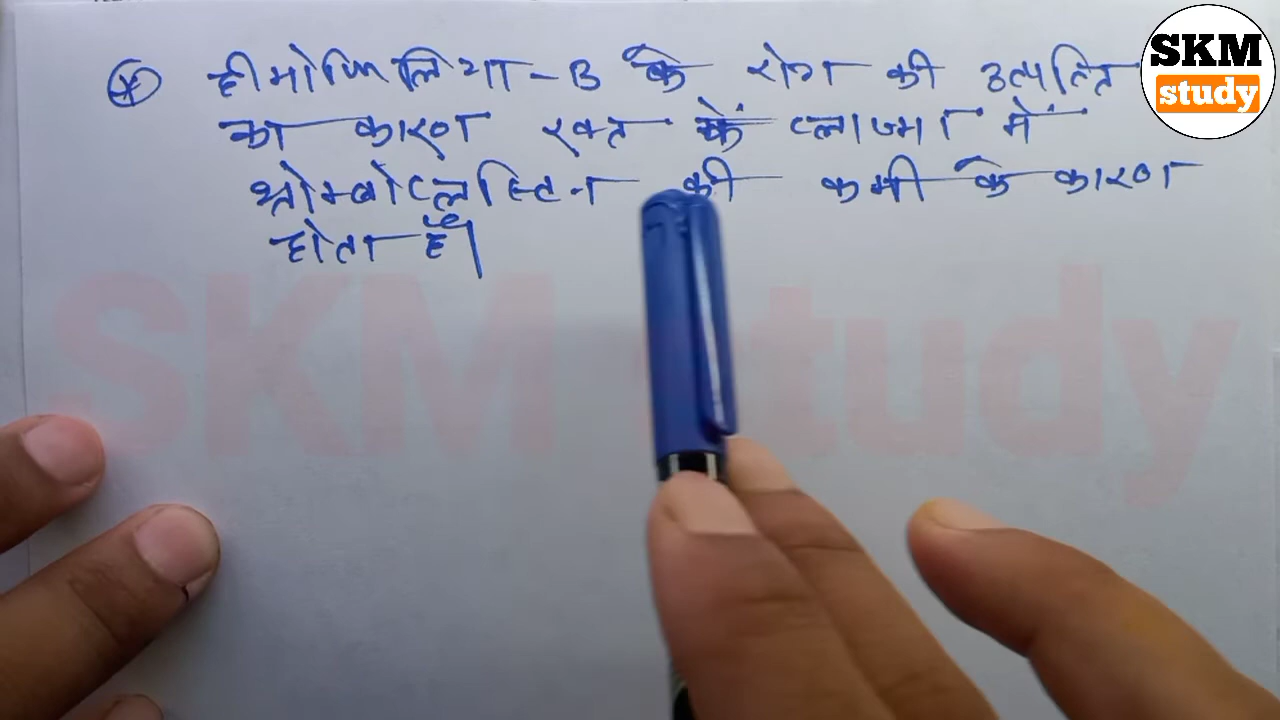 SKM
study
* हीमोफिलिया-B के रोग की उत्पत्ति
का कारण रक्त के प्लाज्मा में
थ्रोम्बोप्लास्टिन की कमी के कारण
होता है।
SKM study